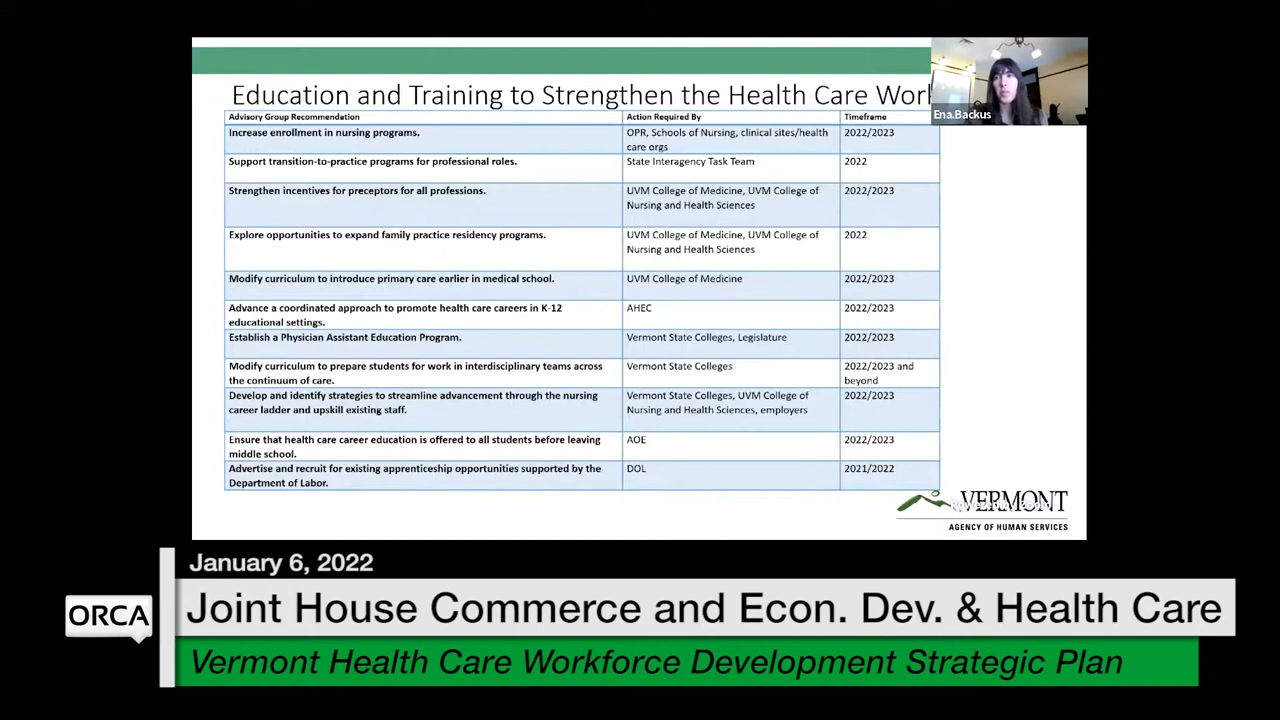 Education and Training to Strengthen the Health Care Work
Ena.Backus
Advisory Group Recommendation Action Required By Timeframe
Increase enrollment in nursing programs. OPR, Schools of Nursing, clinical sites/health 2022/2023
care orgs
Support transition-to-practice programs for professional roles. State Interagency Task Team 2022
Strengthen incentives for preceptors for all professions. UVM College of Medicine, UVM College of 2022/2023
Nursing and Health Sciences
Explore opportunities to expand family practice residency programs. UVM College of Medicine, UVM College of 2022
Nursing and Health Sciences
Modify curriculum to introduce primary care earlier in medical school. UVM College of Medicine 2022/2023
Advance a coordinated approach to promote health care careers in K-12 AHEC 2022/2023
educational settings.
Establish a Physician Assistant Education Program. Vermont State Colleges, Legislature 2022/2023
Modify curriculum to prepare students for work in interdisciplinary teams across Vermont State Colleges 2022/2023 and
the continuum of care. beyond
Develop and identify strategies to streamline advancement through the nursing Vermont State Colleges, UVM College of 2022/2023
career ladder and upskill existing staff. Nursing and Health Sciences, employers
Ensure that health care career education is offered to all students before leaving AOE 2022/2023
middle school.
Advertise and recruit for existing apprenticeship opportunities supported by the DOL 2021/2022
Department of Labor.
VERMONT
Powered by Zoom
AGENCY OF HUMAN SERVICES
January 6, 2022
ORCA
Joint House Commerce and Econ. Dev. & Health Care
Vermont Health Care Workforce Development Strategic Plan